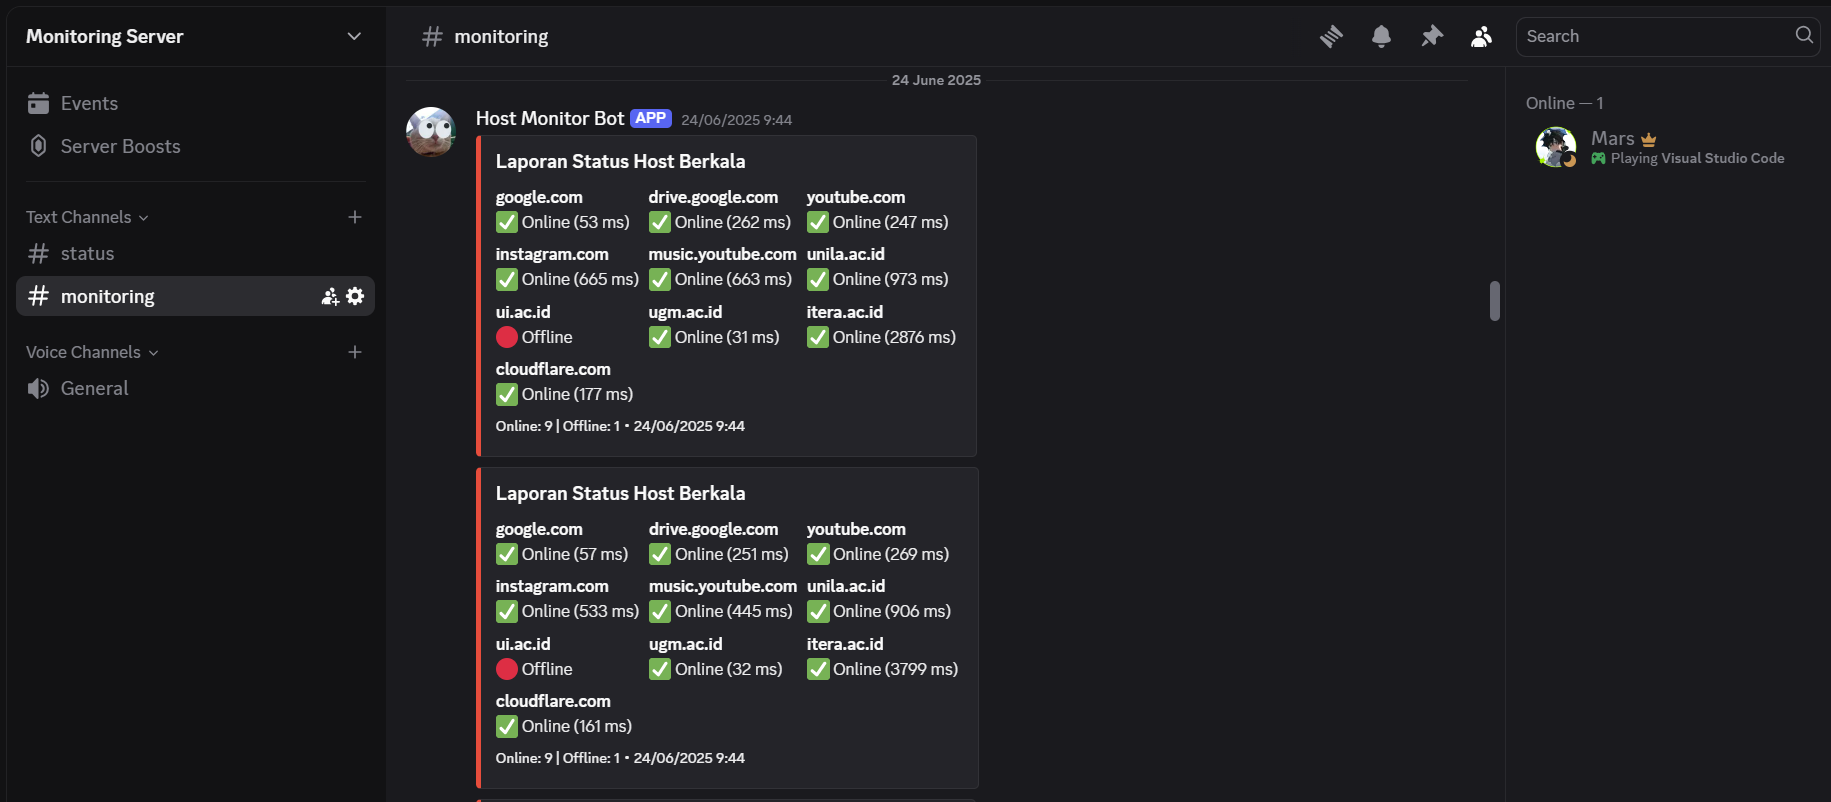 Monitoring Server
Events
Server Boosts
Text Channels
status
monitoring
Voice Channels
General
monitoring
Search
24 June 2025
Host Monitor Bot APP 24/06/2025 9:44
Laporan Status Host Berkala
google.com drive.google.com youtube.com
Online (53 ms) Online (262 ms) Online (247 ms)
instagram.com music.youtube.com unila.ac.id
Online (665 ms) Online (663 ms) Online (973 ms)
ui.ac.id ugm.ac.id itera.ac.id
Offline Online (31 ms) Online (2876 ms)
cloudflare.com
Online (177 ms)
Online: 9 | Offline: 1 • 24/06/2025 9:44
Laporan Status Host Berkala
google.com drive.google.com youtube.com
Online (57 ms) Online (251 ms) Online (269 ms)
instagram.com music.youtube.com unila.ac.id
Online (533 ms) Online (445 ms) Online (906 ms)
ui.ac.id ugm.ac.id itera.ac.id
Offline Online (32 ms) Online (3799 ms)
cloudflare.com
Online (161 ms)
Online: 9 | Offline: 1 • 24/06/2025 9:44
Online — 1
Mars
Playing Visual Studio Code